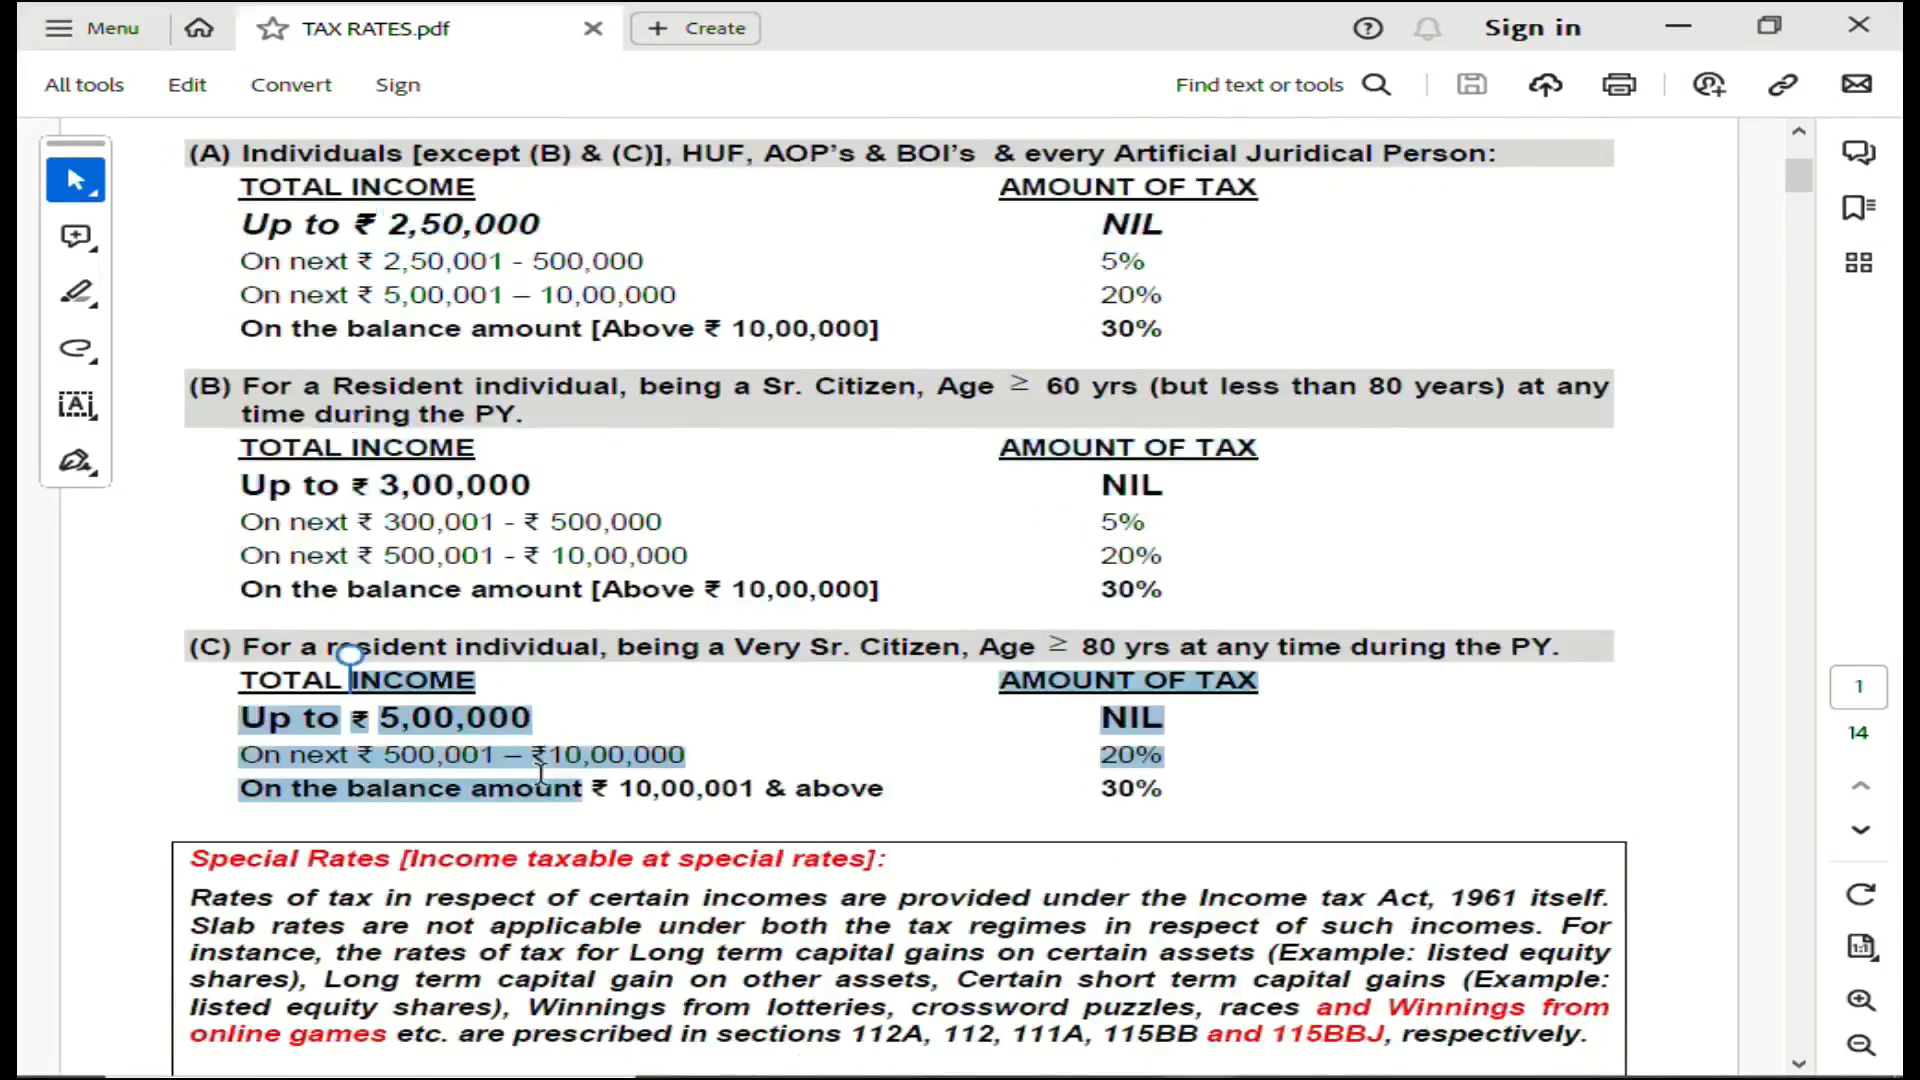 Menu
TAX RATES.pdf
Create
Sign in
All tools
Edit
Convert
Sign
Find text or tools
(A) Individuals [except (B) & (C)], HUF, AOP's & BOI's & every Artificial Juridical Person:
TOTAL INCOME AMOUNT OF TAX
Up to ₹ 2,50,000 NIL
On next ₹ 2,50,001 - 500,000 5%
On next ₹ 5,00,001 – 10,00,000 20%
On the balance amount [Above ₹ 10,00,000] 30%
(B) For a Resident individual, being a Sr. Citizen, Age ≥ 60 yrs (but less than 80 years) at any
time during the PY.
TOTAL INCOME AMOUNT OF TAX
Up to ₹ 3,00,000 NIL
On next ₹ 300,001 - ₹ 500,000 5%
On next ₹ 500,001 - ₹ 10,00,000 20%
On the balance amount [Above ₹ 10,00,000] 30%
(C) For a resident individual, being a Very Sr. Citizen, Age ≥ 80 yrs at any time during the PY.
TOTAL INCOME AMOUNT OF TAX
Up to ₹ 5,00,000 NIL
On next ₹ 500,001 – ₹10,00,000 20%
On the balance amount ₹ 10,00,001 & above 30%
Special Rates [Income taxable at special rates]:
Rates of tax in respect of certain incomes are provided under the Income tax Act, 1961 itself.
Slab rates are not applicable under both the tax regimes in respect of such incomes. For
instance, the rates of tax for Long term capital gains on certain assets (Example: listed equity
shares), Long term capital gain on other assets, Certain short term capital gains (Example:
listed equity shares), Winnings from lotteries, crossword puzzles, races and Winnings from
online games etc. are prescribed in sections 112A, 112, 111A, 115BB and 115BBJ, respectively.
1
14